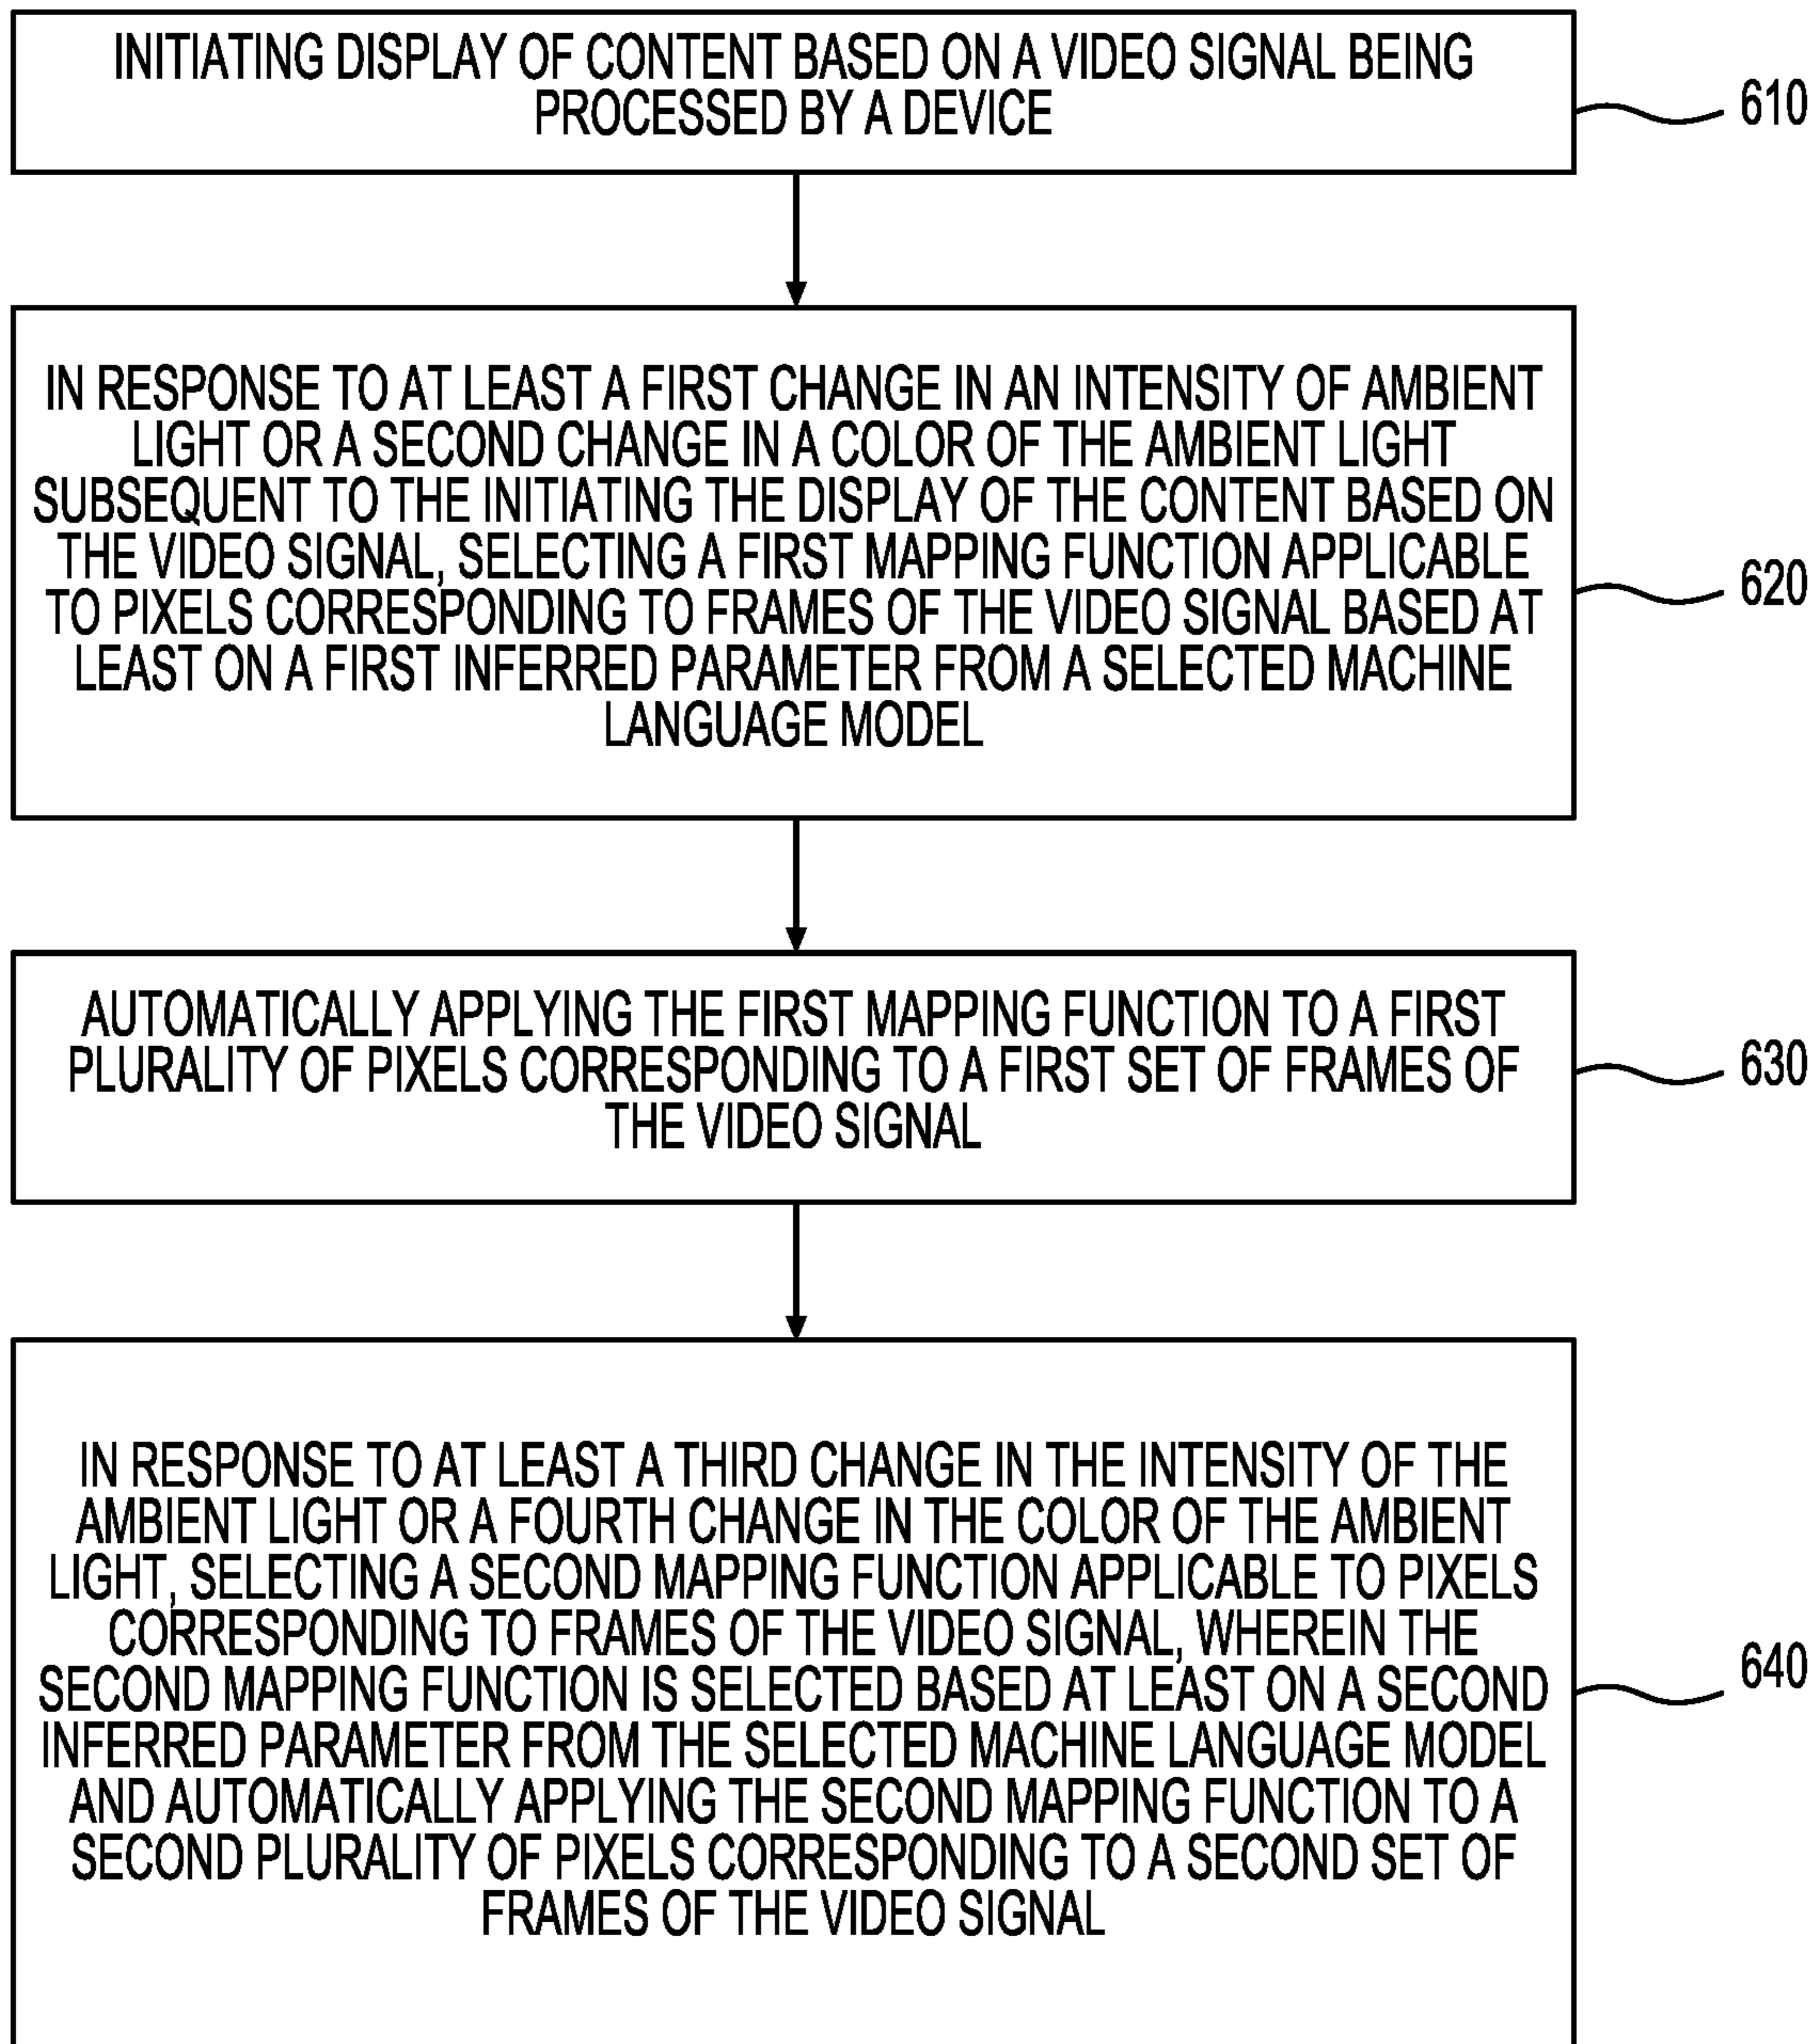 INITIATING DISPLAY OF CONTENT BASED ON A VIDEO SIGNAL BEING
PROCESSED BY A DEVICE
610
IN RESPONSE TO AT LEAST A FIRST CHANGE IN AN INTENSITY OF AMBIENT
LIGHT OR A SECOND CHANGE IN A COLOR OF THE AMBIENT LIGHT
SUBSEQUENT TO THE INITIATING THE DISPLAY OF THE CONTENT BASED ON
THE VIDEO SIGNAL, SELECTING A FIRST MAPPING FUNCTION APPLICABLE
TO PIXELS CORRESPONDING TO FRAMES OF THE VIDEO SIGNAL BASED AT
LEAST ON A FIRST INFERRED PARAMETER FROM A SELECTED MACHINE
LANGUAGE MODEL
620
AUTOMATICALLY APPLYING THE FIRST MAPPING FUNCTION TO A FIRST
PLURALITY OF PIXELS CORRESPONDING TO A FIRST SET OF FRAMES OF
THE VIDEO SIGNAL
630
IN RESPONSE TO AT LEAST A THIRD CHANGE IN THE INTENSITY OF THE
AMBIENT LIGHT OR A FOURTH CHANGE IN THE COLOR OF THE AMBIENT
LIGHT, SELECTING A SECOND MAPPING FUNCTION APPLICABLE TO PIXELS
CORRESPONDING TO FRAMES OF THE VIDEO SIGNAL, WHEREIN THE
SECOND MAPPING FUNCTION IS SELECTED BASED AT LEAST ON A SECOND
INFERRED PARAMETER FROM THE SELECTED MACHINE LANGUAGE MODEL
AND AUTOMATICALLY APPLYING THE SECOND MAPPING FUNCTION TO A
SECOND PLURALITY OF PIXELS CORRESPONDING TO A SECOND SET OF
FRAMES OF THE VIDEO SIGNAL
640